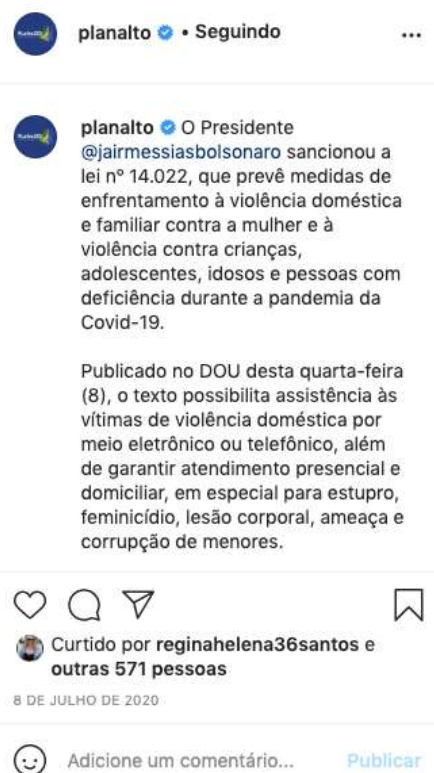 planalto • Seguindo
planalto O Presidente
@jairmessiasbolsonaro sancionou a
lei nº 14.022, que prevê medidas de
enfrentamento à violência doméstica
e familiar contra a mulher e à
violência contra crianças,
adolescentes, idosos e pessoas com
deficiência durante a pandemia da
Covid-19.
Publicado no DOU desta quarta-feira
(8), o texto possibilita assistência às
vítimas de violência doméstica por
meio eletrônico ou telefônico, além
de garantir atendimento presencial e
domiciliar, em especial para estupro,
feminicídio, lesão corporal, ameaça e
corrupção de menores.
Curtido por reginahelena36santos e
outras 571 pessoas
8 DE JULHO DE 2020
Adicione um comentário... Publicar